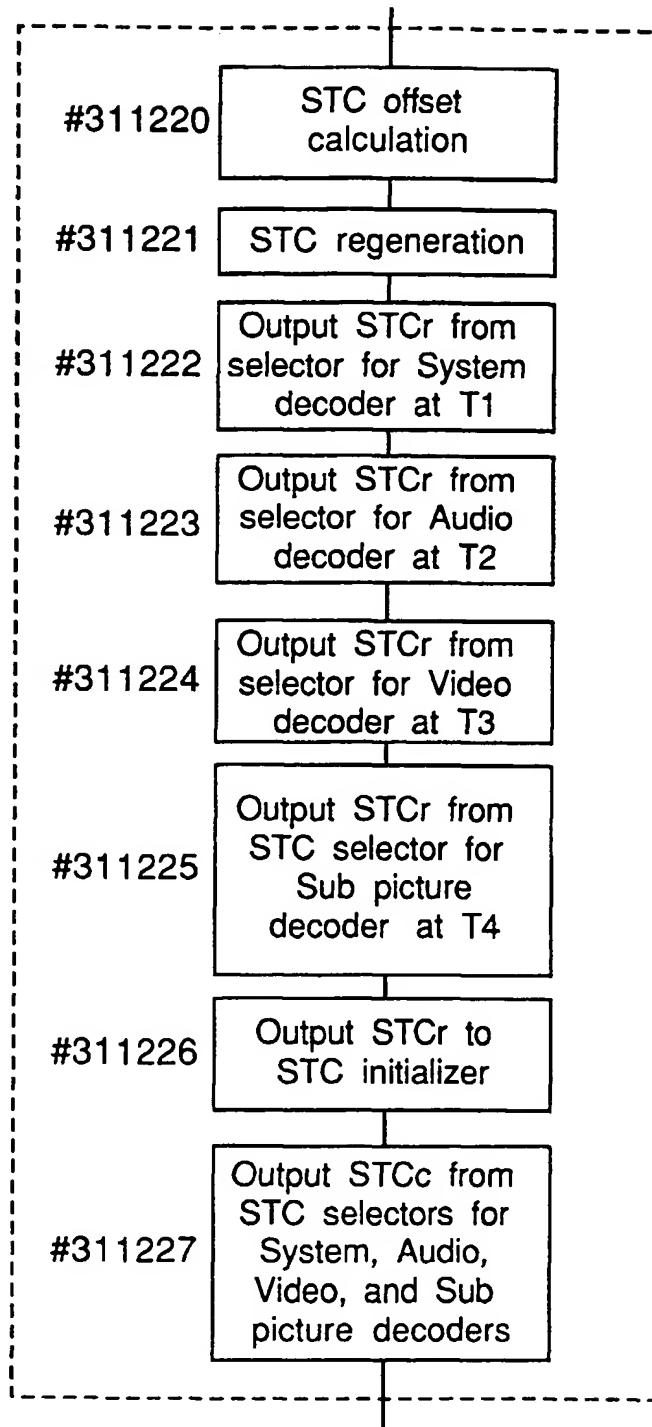 #311220
STC offset
calculation
#311221
STC regeneration
#311222
Output STCr from
selector for System
decoder at T1
#311223
Output STCr from
selector for Audio
decoder at T2
#311224
Output STCr from
selector for Video
decoder at T3
#311225
Output STCr from
STC selector for
Sub picture
decoder at T4
#311226
Output STCr to
STC initializer
#311227
Output STCc from
STC selectors for
System, Audio,
Video, and Sub
picture decoders